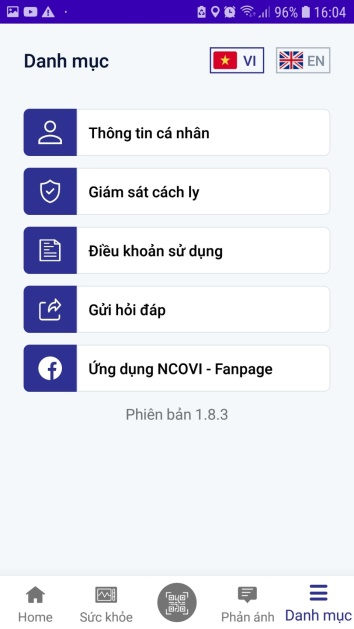 96% 16:04
Danh mục
VI
EN
Thông tin cá nhân
Giám sát cách ly
Điều khoản sử dụng
Gửi hỏi đáp
Ứng dụng NCOVI - Fanpage
Phiên bản 1.8.3
Home
Sức khỏe
Phản ánh
Danh mục